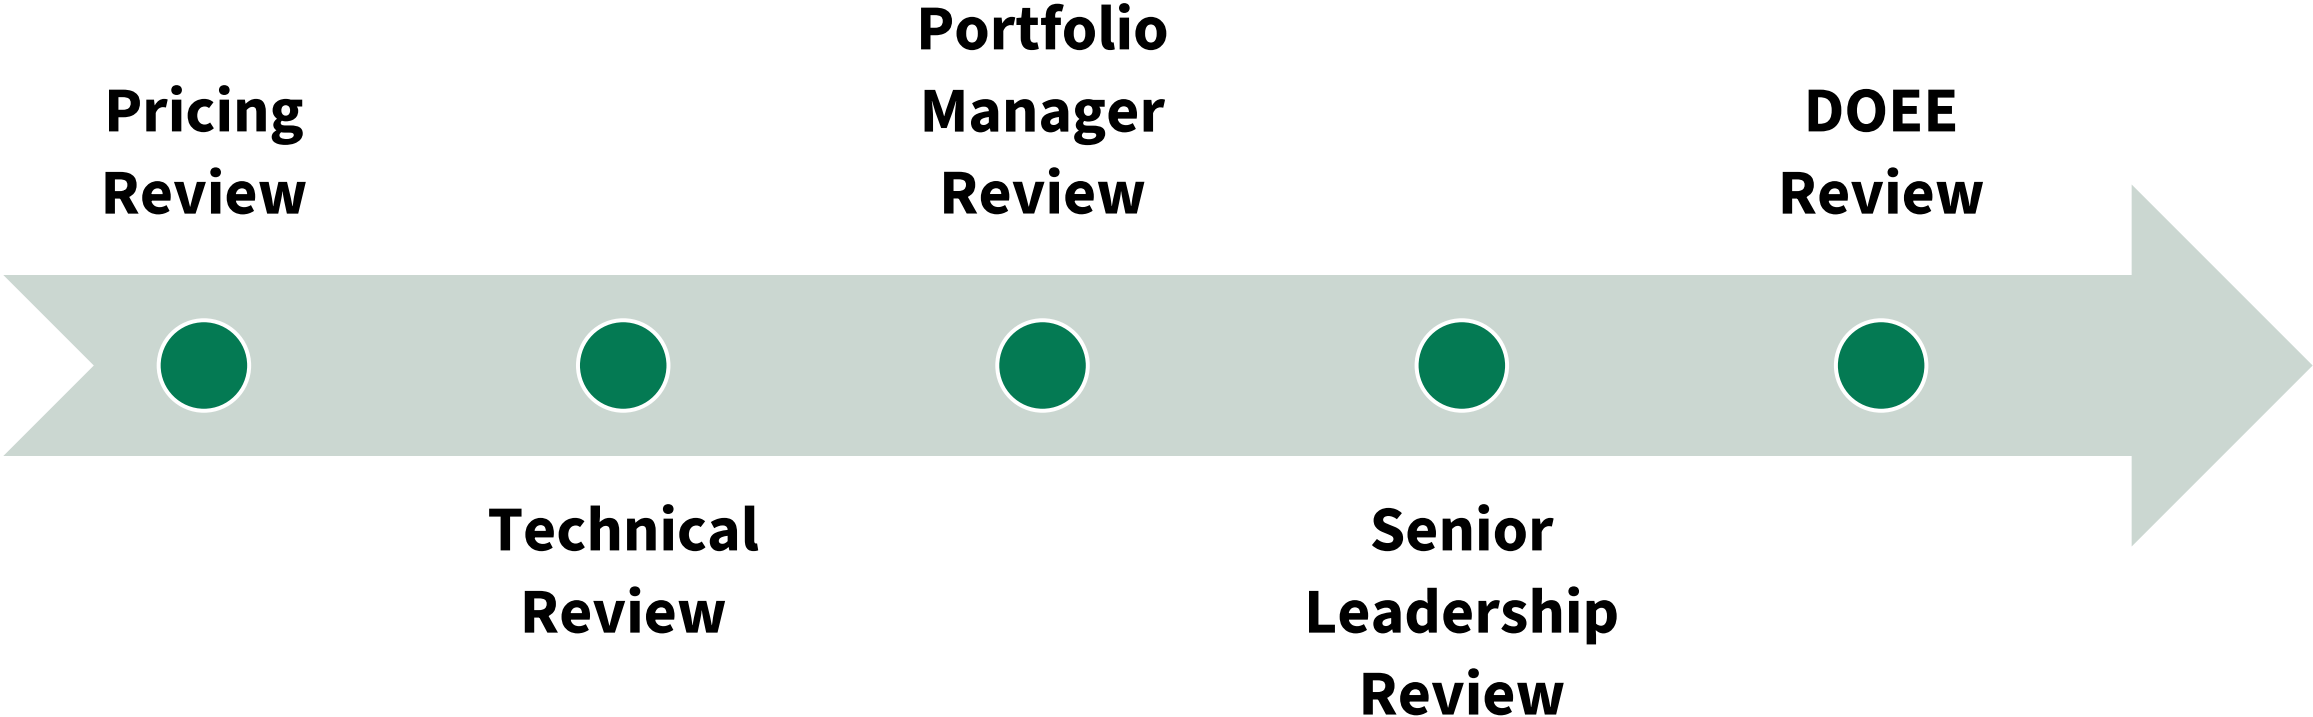 Pricing
Review
Technical
Review
Portfolio
Manager
Review
Senior
Leadership
Review
DOEE
Review